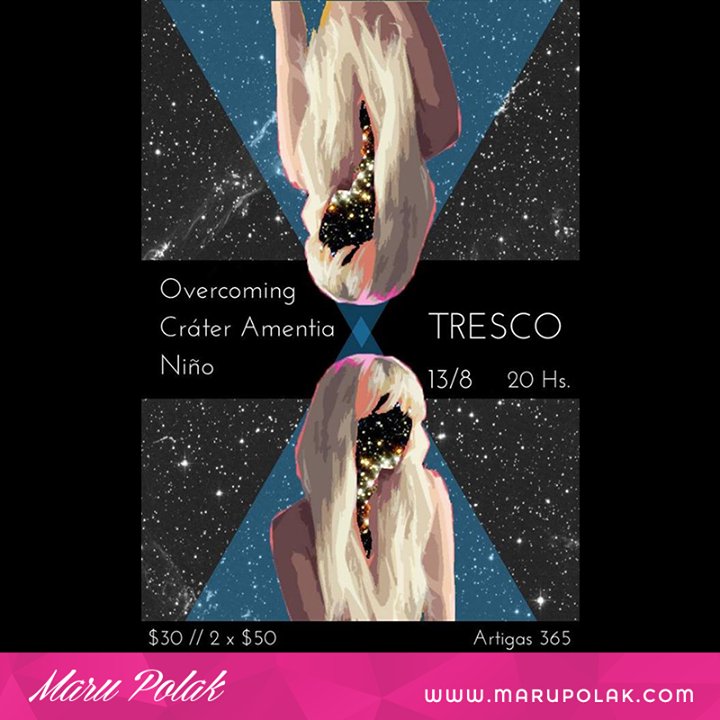 Overcoming
Cráter Amentia
Niño
TRESCO
13/8 20 Hs.
$30 // 2 x $50
Artigas 365
Maru Polak
www.marupolak.com